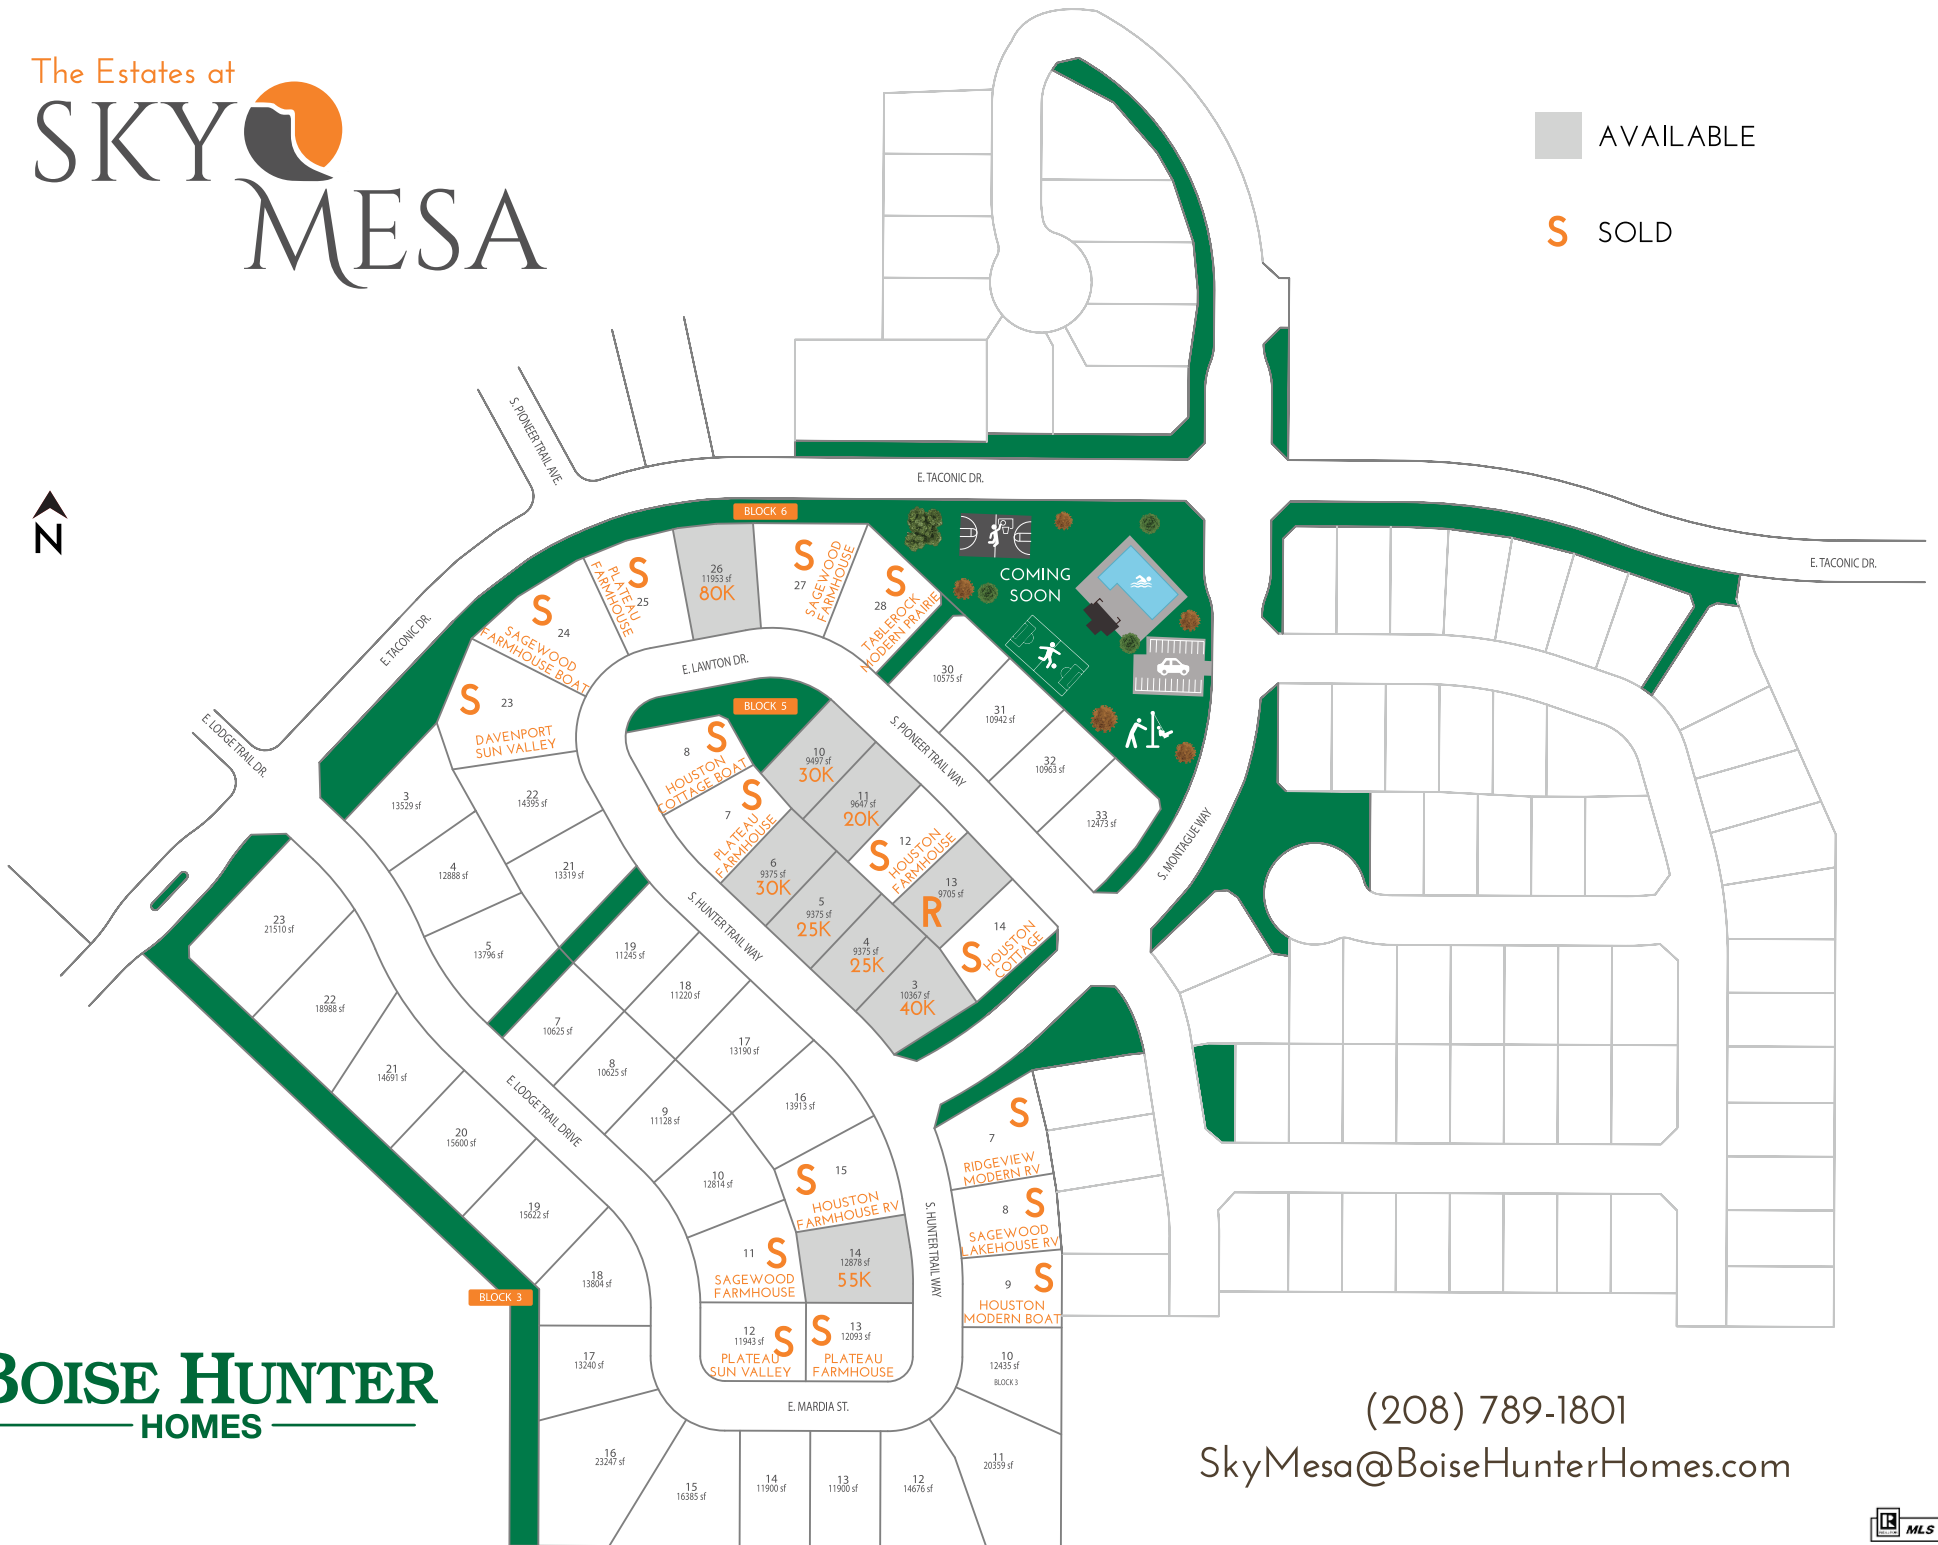 The Estates at
SKY
MESA
AVAILABLE
S SOLD
N
S. PIONEER TRAIL AVE.
E. TACONIC DR.
E. TACONIC DR.
E. TACONIC DR.
E. LODGE TRAIL DR.
BLOCK 6
COMING
SOON
26
11953 sf
80K
S
27
SAGEWOOD
FARMHOUSE
S
28
TABLEROCK
MODERN PRAIRIE
S
25
PLATEAU
FARMHOUSE
S
24
SAGEWOOD
FARMHOUSE BOAT
S
23
DAVENPORT
SUN VALLEY
E. LAWTON DR.
30
10575 sf
31
10942 sf
32
10963 sf
33
12473 sf
S. PIONEER TRAIL WAY
S. MONTAGUE WAY
BLOCK 5
8
S
HOUSTON
COTTAGE BOAT
7
S
PLATEAU
FARMHOUSE
10
9497 sf
30K
11
9647 sf
20K
12
S
HOUSTON
FARMHOUSE
13
9705 sf
R
14
S
HOUSTON
COTTAGE
6
9375 sf
30K
5
9375 sf
25K
4
9375 sf
25K
3
10367 sf
40K
S. HUNTER TRAIL WAY
3
13529 sf
22
14395 sf
4
12888 sf
21
13319 sf
5
13796 sf
19
11245 sf
18
11220 sf
7
10625 sf
17
13190 sf
8
10625 sf
16
13913 sf
9
11128 sf
10
12814 sf
S
15
HOUSTON
FARMHOUSE RV
11
S
SAGEWOOD
FARMHOUSE
14
12878 sf
55K
12
11943 sf
S
PLATEAU
SUN VALLEY
S
13
12093 sf
PLATEAU
FARMHOUSE
E. LODGE TRAIL DRIVE
S. HUNTER TRAIL WAY
E. MARDIA ST.
23
21510 sf
22
18988 sf
21
14691 sf
20
15600 sf
19
15622 sf
18
13804 sf
BLOCK 3
17
13240 sf
16
23247 sf
15
16385 sf
14
11900 sf
13
11900 sf
12
14676 sf
11
20359 sf
10
12435 sf
BLOCK 3
S
7
RIDGEVIEW
MODERN RV
8
S
SAGEWOOD
LAKEHOUSE RV
9
S
HOUSTON
MODERN BOAT
BOISE HUNTER
HOMES
(208) 789-1801
SkyMesa@BoiseHunterHomes.com
MLS